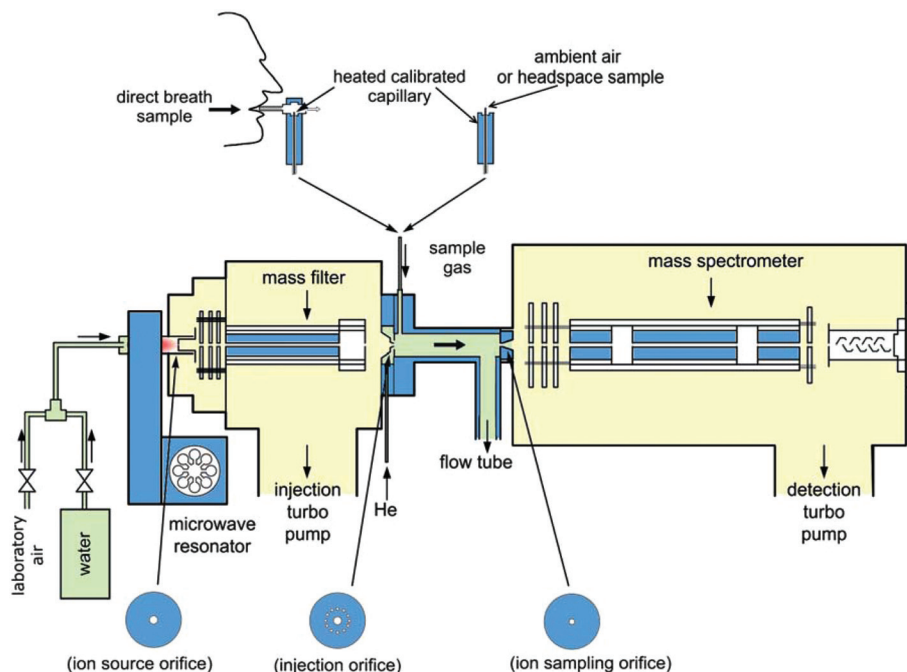 direct breath
sample
heated calibrated
capillary
ambient air
or headspace sample
sample
gas
mass filter
mass spectrometer
flow tube
He
injection
turbo
pump
detection
turbo
pump
microwave
resonator
laboratory
air
water
(ion source orifice)
(injection orifice)
(ion sampling orifice)